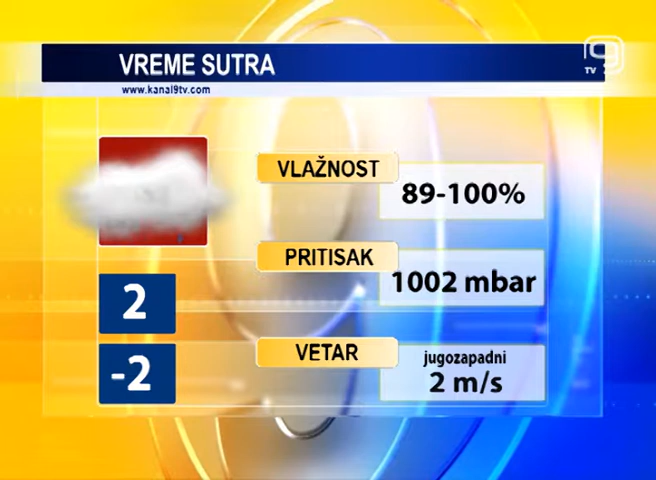 VREME SUTRA
www.kanal9tv.com
9
TV
VLAŽNOST
89-100%
PRITISAK
1002 mbar
2
-2
VETAR
jugozapadni
2 m/s